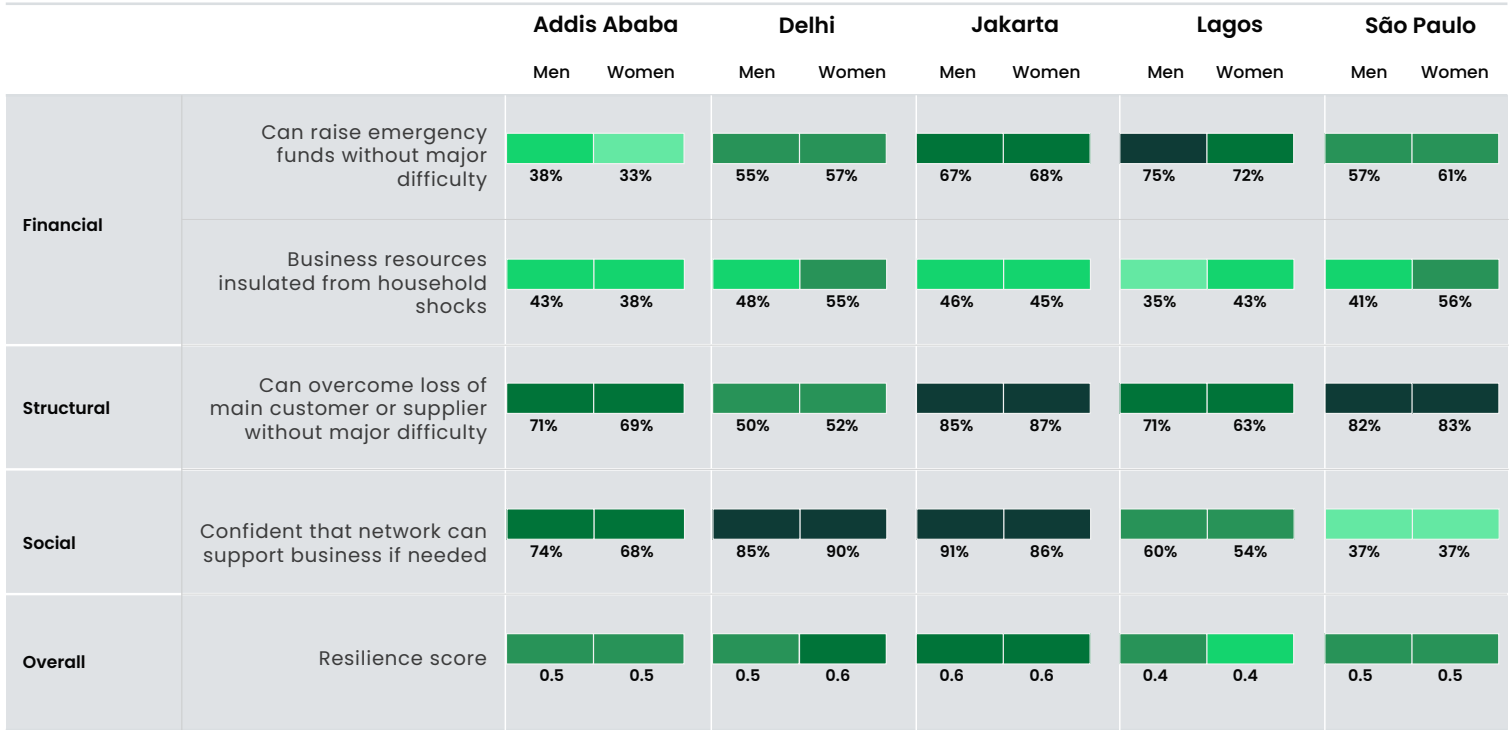 Addis Ababa Delhi Jakarta Lagos São Paulo
Men Women Men Women Men Women Men Women Men Women
Financial
Can raise emergency
funds without major
difficulty
38% 33% 55% 57% 67% 68% 75% 72% 57% 61%
Business resources
insulated from household
shocks
43% 38% 48% 55% 46% 45% 35% 43% 41% 56%
Structural
Can overcome loss of
main customer or supplier
without major difficulty
71% 69% 50% 52% 85% 87% 71% 63% 82% 83%
Social
Confident that network can
support business if needed
74% 68% 85% 90% 91% 86% 60% 54% 37% 37%
Overall
Resilience score
0.5 0.5 0.5 0.6 0.6 0.6 0.4 0.4 0.5 0.5